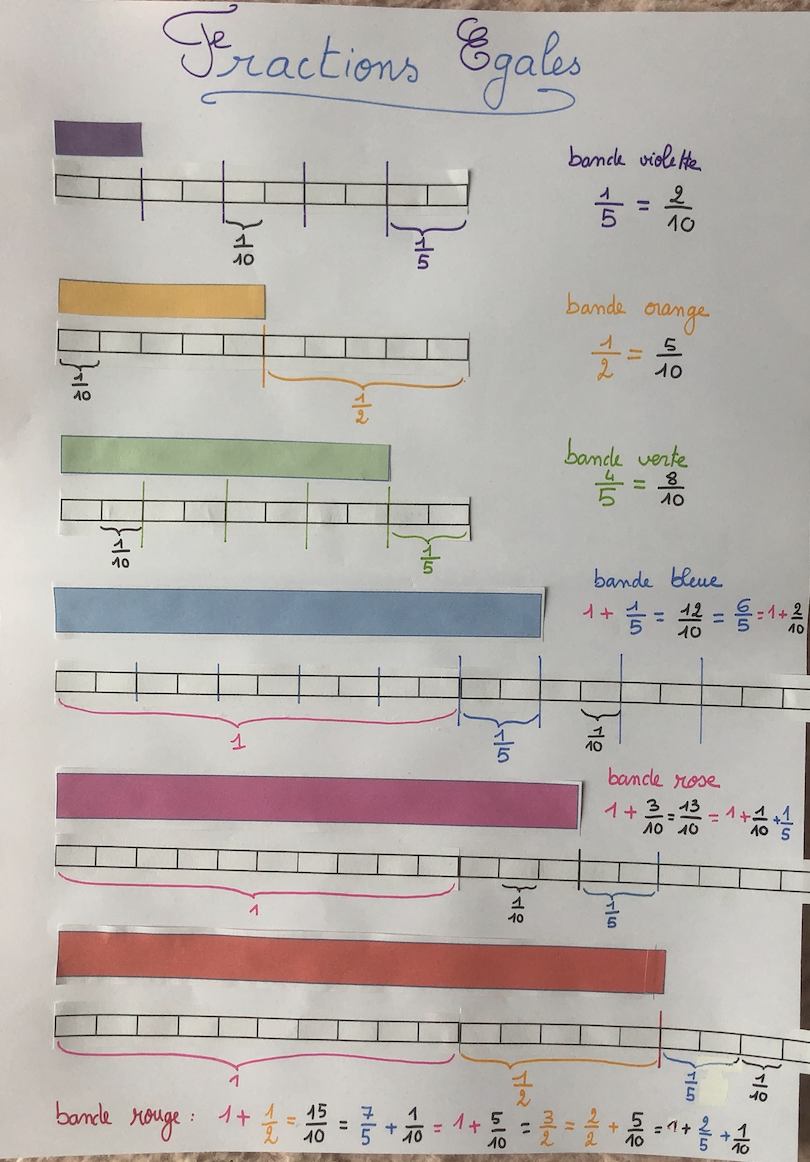 Fractions Egales
bande violette
1/5 = 2/10
1/10 1/5
bande orange
1/2 = 5/10
1/10 1/2
bande verte
4/5 = 8/10
1/10 1/5
bande bleue
1 + 1/5 = 12/10 = 6/5 = 1 + 2/10
1 1/5 1/10
bande rose
1 + 3/10 = 13/10 = 1 + 1/10 + 1/5
1 1/10 1/5
1 1/2 1/5 1/10
bande rouge : 1 + 1/2 = 15/10 = 7/5 + 1/10 = 1 + 5/10 = 3/2 = 2/2 + 5/10 = 1 + 2/5 + 1/10